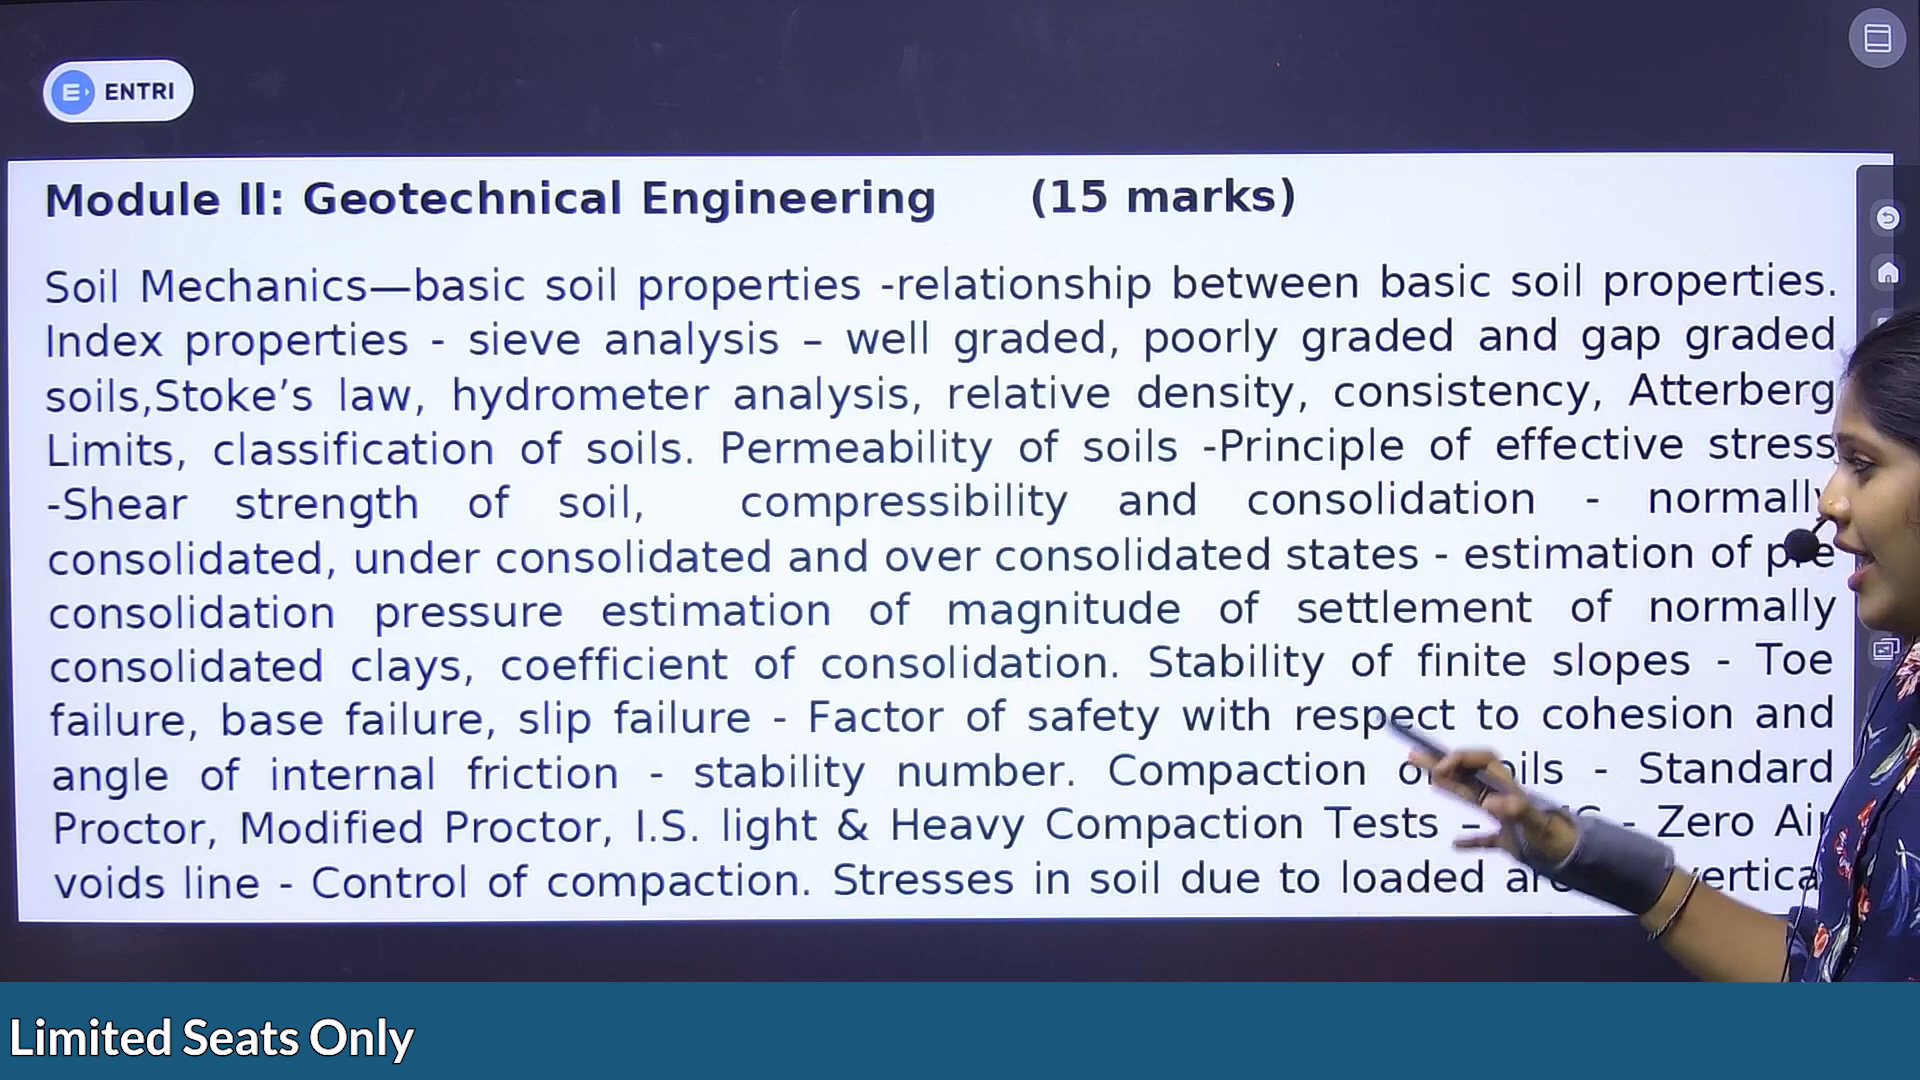 ENTRI
Module II: Geotechnical Engineering (15 marks)
Soil Mechanics—basic soil properties -relationship between basic soil properties.
Index properties - sieve analysis – well graded, poorly graded and gap graded
soils,Stoke’s law, hydrometer analysis, relative density, consistency, Atterberg
Limits, classification of soils. Permeability of soils -Principle of effective stress
-Shear strength of soil, compressibility and consolidation - normally
consolidated, under consolidated and over consolidated states - estimation of pre
consolidation pressure estimation of magnitude of settlement of normally
consolidated clays, coefficient of consolidation. Stability of finite slopes - Toe
failure, base failure, slip failure - Factor of safety with respect to cohesion and
angle of internal friction - stability number. Compaction of soils - Standard
Proctor, Modified Proctor, I.S. light & Heavy Compaction Tests – - Zero Air
voids line - Control of compaction. Stresses in soil due to loaded
Limited Seats Only